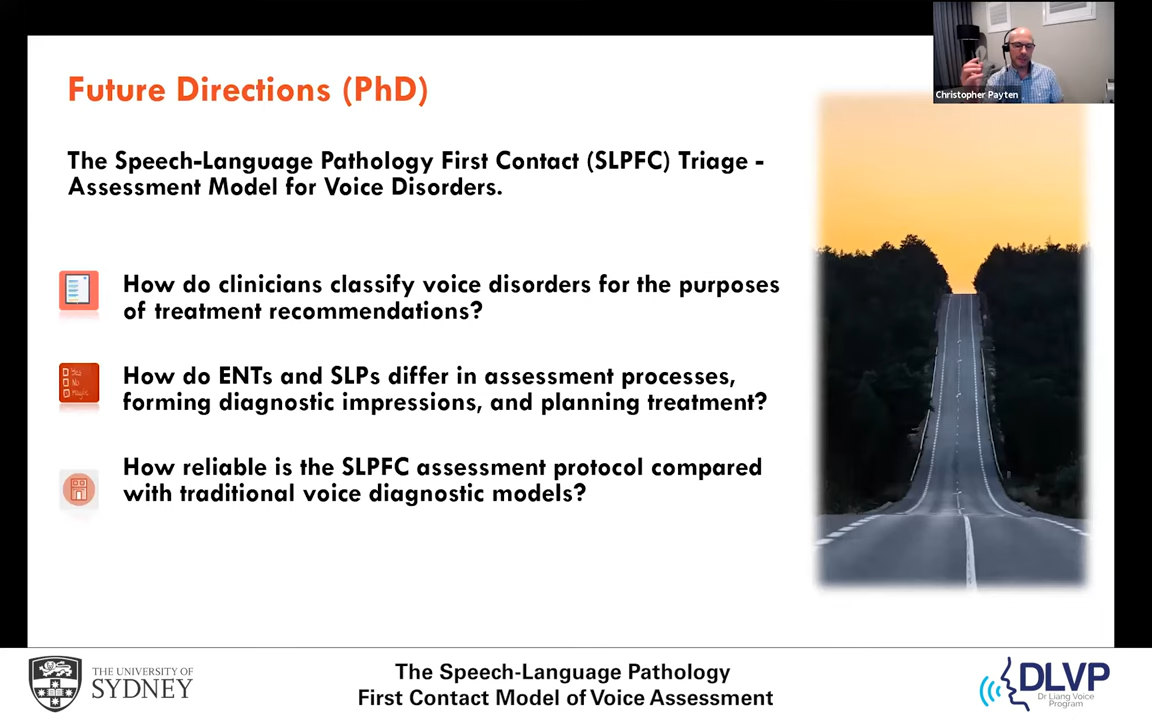 Future Directions (PhD)
Christopher Payten
The Speech-Language Pathology First Contact (SLPFC) Triage -
Assessment Model for Voice Disorders.
How do clinicians classify voice disorders for the purposes
of treatment recommendations?
Yes
No
How do ENTs and SLPs differ in assessment processes,
forming diagnostic impressions, and planning treatment?
How reliable is the SLPFC assessment protocol compared
with traditional voice diagnostic models?
THE UNIVERSITY OF
SYDNEY
The Speech-Language Pathology
First Contact Model of Voice Assessment
DLVP
Dr Liang Voice
Program